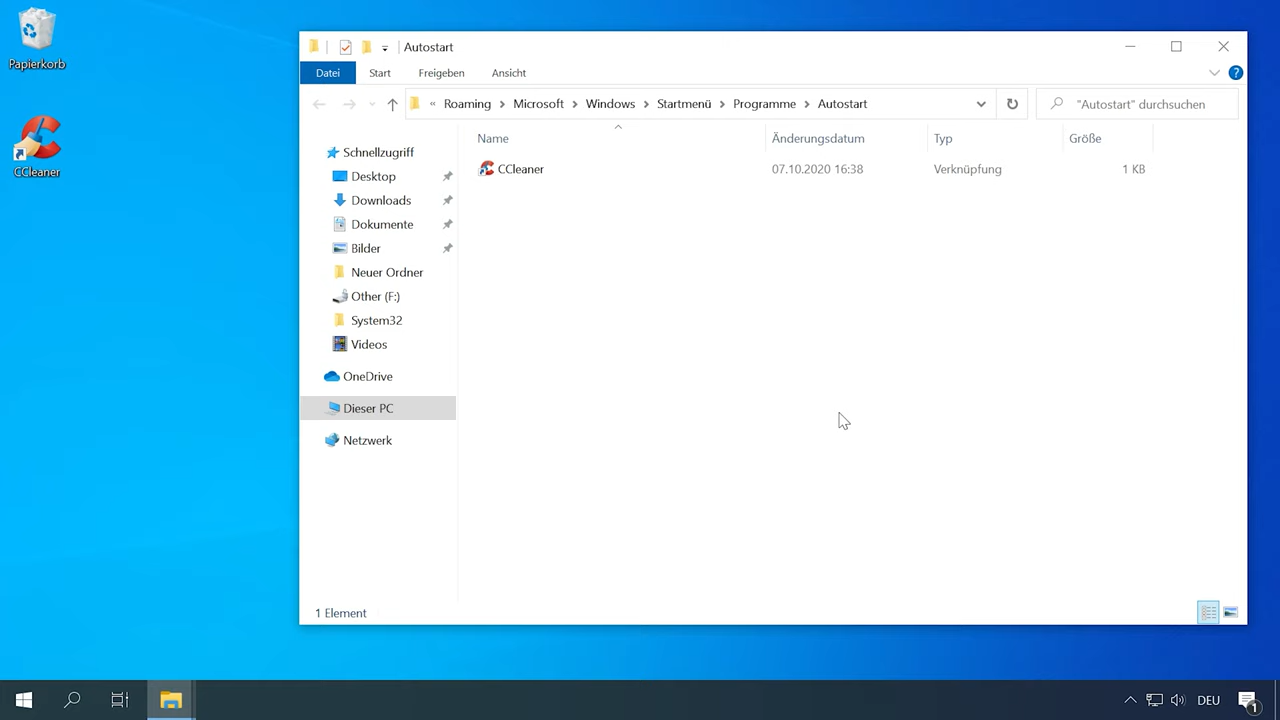 Papierkorb
CCleaner
Autostart
Datei Start Freigeben Ansicht
« Roaming Microsoft Windows Startmenü Programme Autostart
"Autostart" durchsuchen
Name Änderungsdatum Typ Größe
CCleaner 07.10.2020 16:38 Verknüpfung 1 KB
Schnellzugriff
Desktop
Downloads
Dokumente
Bilder
Neuer Ordner
Other (F:)
System32
Videos
OneDrive
Dieser PC
Netzwerk
1 Element
DEU
1